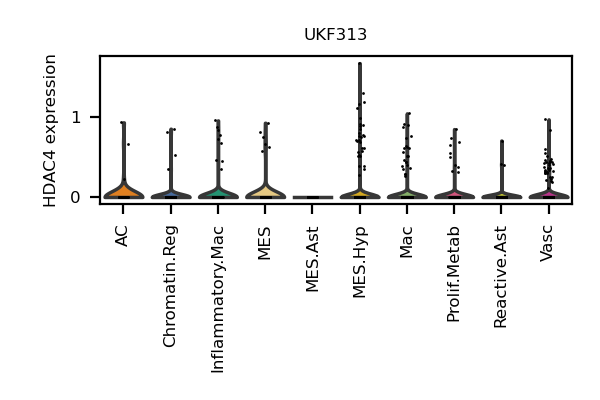 UKF313
HDAC4 expression
1
0
AC
Chromatin.Reg
Inflammatory.Mac
MES
MES.Ast
MES.Hyp
Mac
Prolif.Metab
Reactive.Ast
Vasc